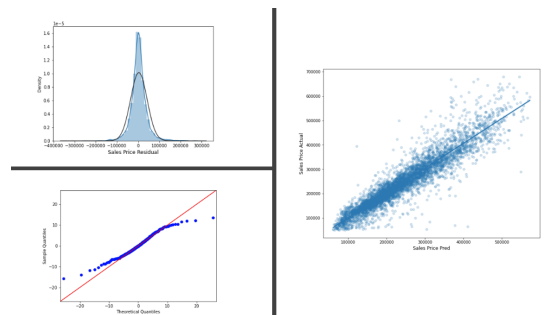 1e-5
1.6
1.4
1.2
1.0
0.8
0.6
0.4
0.2
0.0
Density
-400000 -300000 -200000 -100000 0 100000 200000 300000
Sales Price Residual
20
10
0
-10
-20
Sample Quantiles
-20 -10 0 10 20
Theoretical Quantiles
700000
600000
500000
400000
300000
200000
Sales Price Actual
100000 200000 300000 400000 500000
Sales Price Pred